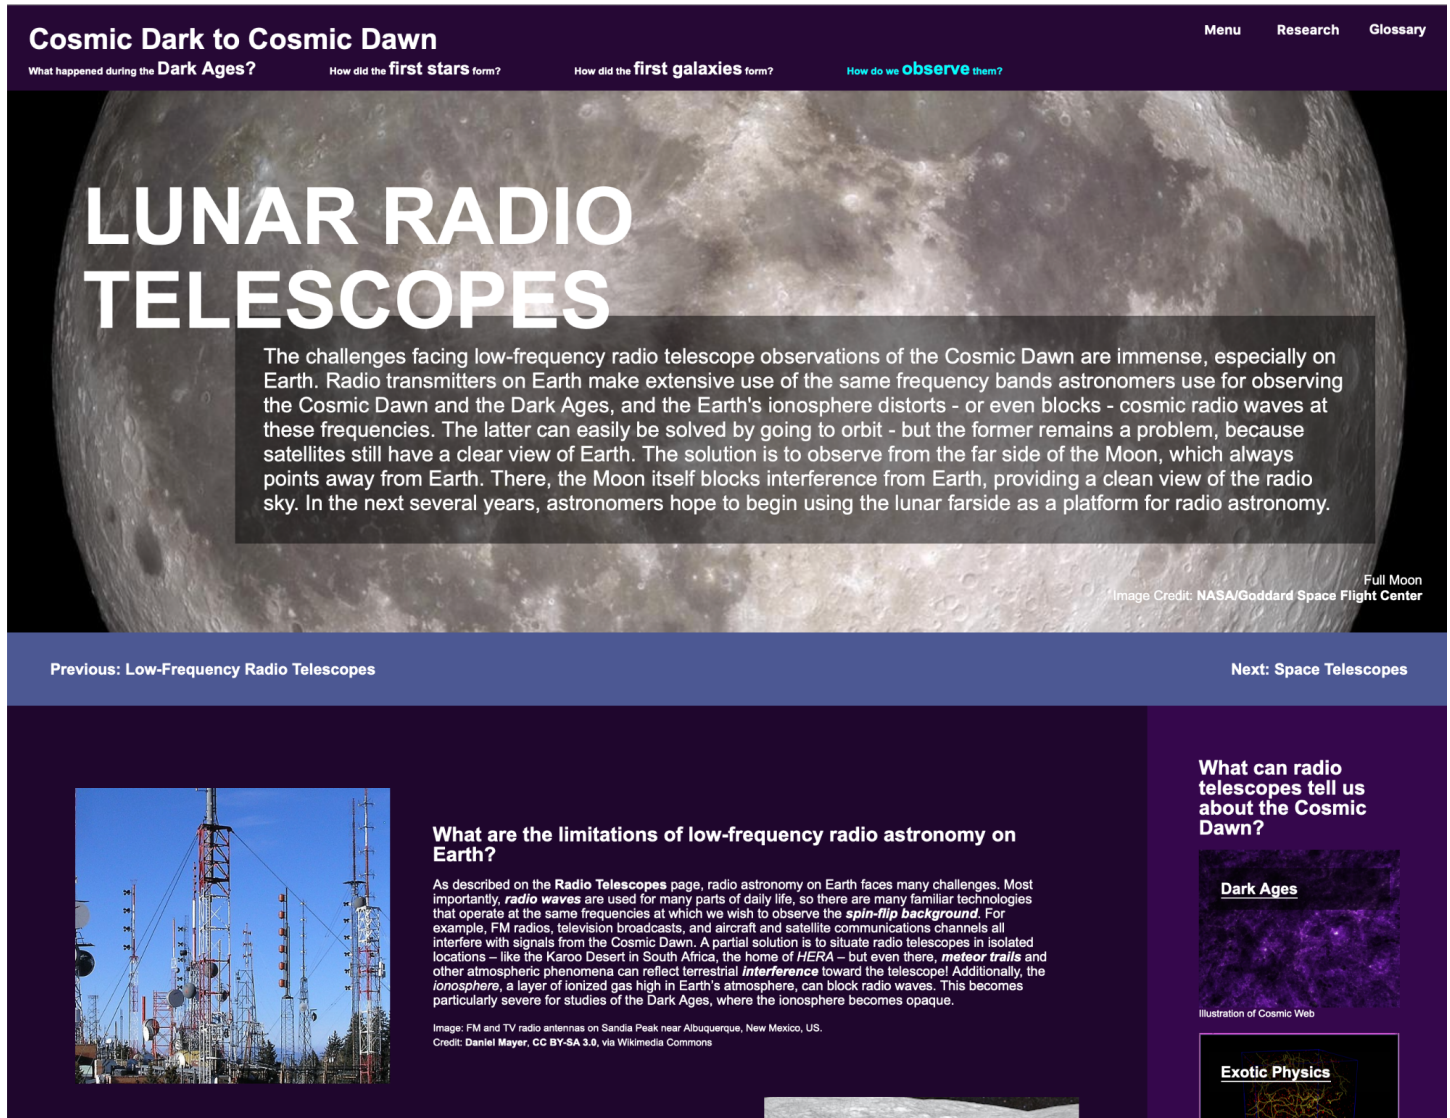 Cosmic Dark to Cosmic Dawn
Menu Research Glossary
What happened during the Dark Ages? How did the first stars form? How did the first galaxies form? How do we observe them?
LUNAR RADIO
TELESCOPES
The challenges facing low-frequency radio telescope observations of the Cosmic Dawn are immense, especially on
Earth. Radio transmitters on Earth make extensive use of the same frequency bands astronomers use for observing
the Cosmic Dawn and the Dark Ages, and the Earth's ionosphere distorts - or even blocks - cosmic radio waves at
these frequencies. The latter can easily be solved by going to orbit - but the former remains a problem, because
satellites still have a clear view of Earth. The solution is to observe from the far side of the Moon, which always
points away from Earth. There, the Moon itself blocks interference from Earth, providing a clean view of the radio
sky. In the next several years, astronomers hope to begin using the lunar farside as a platform for radio astronomy.
Full Moon
Image Credit: NASA/Goddard Space Flight Center
Previous: Low-Frequency Radio Telescopes
Next: Space Telescopes
What are the limitations of low-frequency radio astronomy on
Earth?
As described on the Radio Telescopes page, radio astronomy on Earth faces many challenges. Most
importantly, radio waves are used for many parts of daily life, so there are many familiar technologies
that operate at the same frequencies at which we wish to observe the spin-flip background. For
example, FM radios, television broadcasts, and aircraft and satellite communications channels all
interfere with signals from the Cosmic Dawn. A partial solution is to situate radio telescopes in isolated
locations – like the Karoo Desert in South Africa, the home of HERA – but even there, meteor trails and
other atmospheric phenomena can reflect terrestrial interference toward the telescope! Additionally, the
ionosphere, a layer of ionized gas high in Earth's atmosphere, can block radio waves. This becomes
particularly severe for studies of the Dark Ages, where the ionosphere becomes opaque.
Image: FM and TV radio antennas on Sandia Peak near Albuquerque, New Mexico, US.
Credit: Daniel Mayer, CC BY-SA 3.0, via Wikimedia Commons
What can radio
telescopes tell us
about the Cosmic
Dawn?
Dark Ages
Illustration of Cosmic Web
Exotic Physics